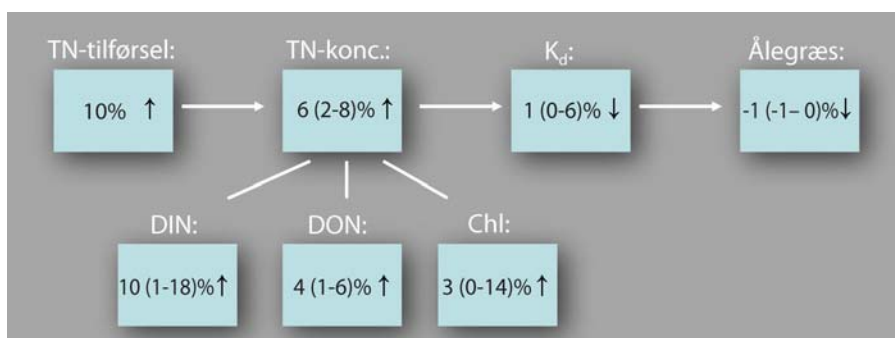 TN-tilførsel: TN-konc.: Kd: Ålegræs:
10% ↑ 6 (2-8)% ↑ 1 (0-6)% ↓ -1 (-1– 0)%↓
DIN: DON: Chl:
10 (1-18)%↑ 4 (1-6)% ↑ 3 (0-14)% ↑